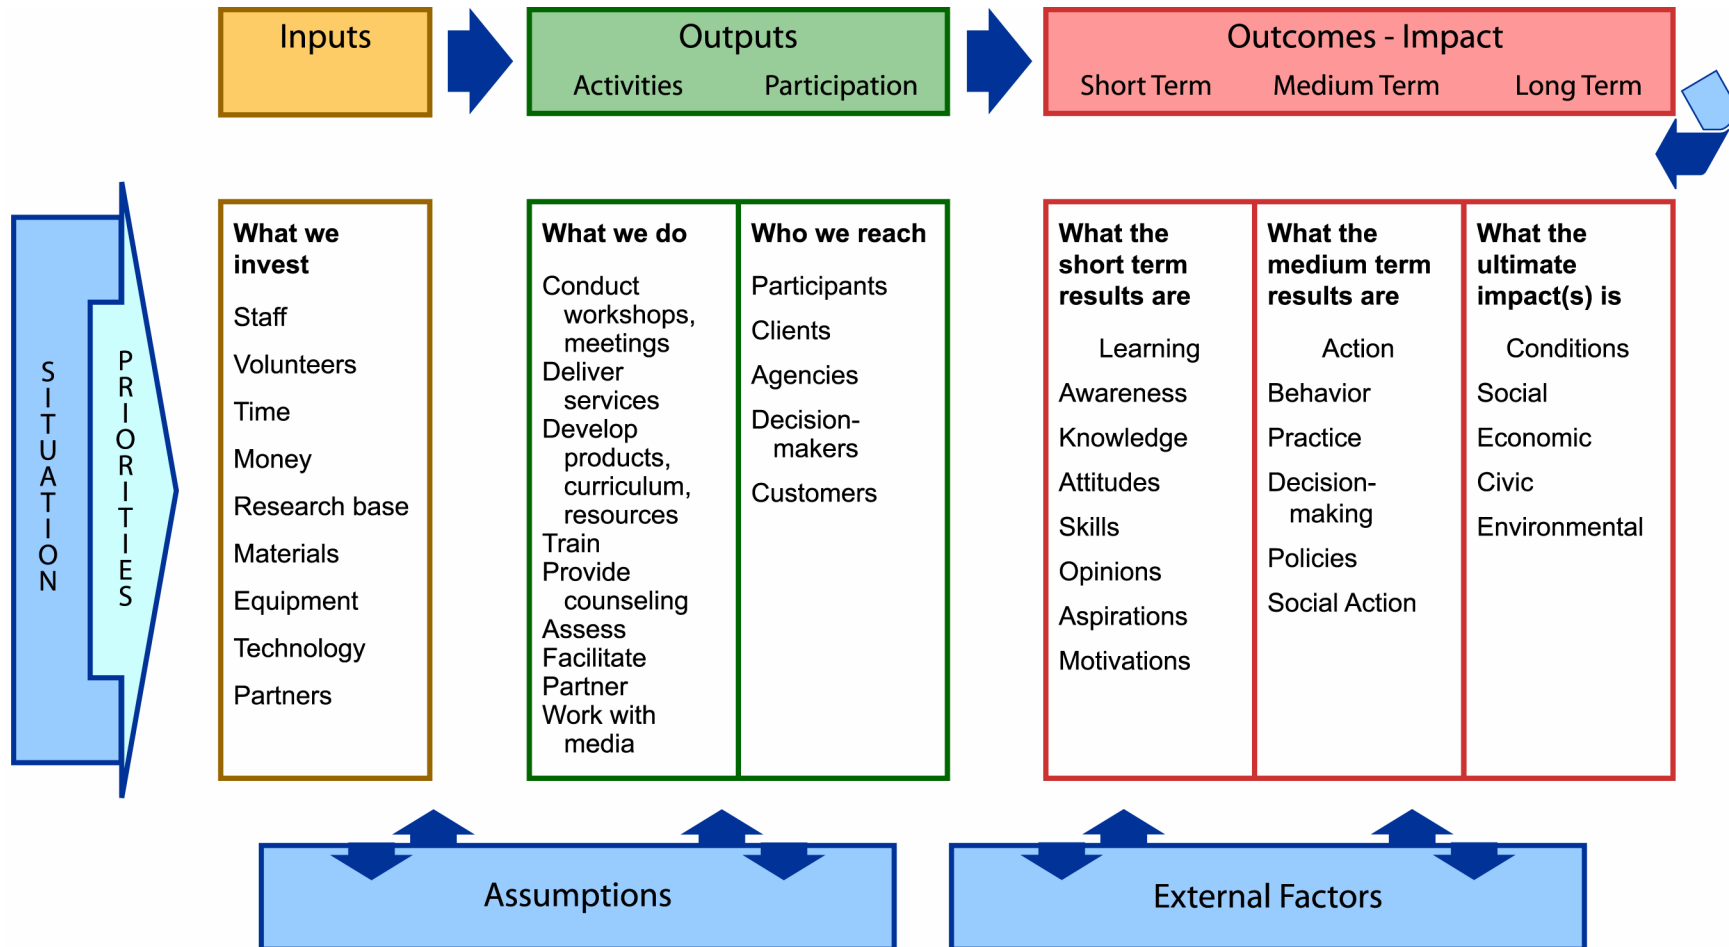 Inputs
Outputs
Activities Participation
Outcomes - Impact
Short Term Medium Term Long Term
SITUATION
PRIORITIES
What we
invest
Staff
Volunteers
Time
Money
Research base
Materials
Equipment
Technology
Partners
What we do
Conduct
workshops,
meetings
Deliver
services
Develop
products,
curriculum,
resources
Train
Provide
counseling
Assess
Facilitate
Partner
Work with
media
Who we reach
Participants
Clients
Agencies
Decision-
makers
Customers
What the
short term
results are
Learning
Awareness
Knowledge
Attitudes
Skills
Opinions
Aspirations
Motivations
What the
medium term
results are
Action
Behavior
Practice
Decision-
making
Policies
Social Action
What the
ultimate
impact(s) is
Conditions
Social
Economic
Civic
Environmental
Assumptions
External Factors